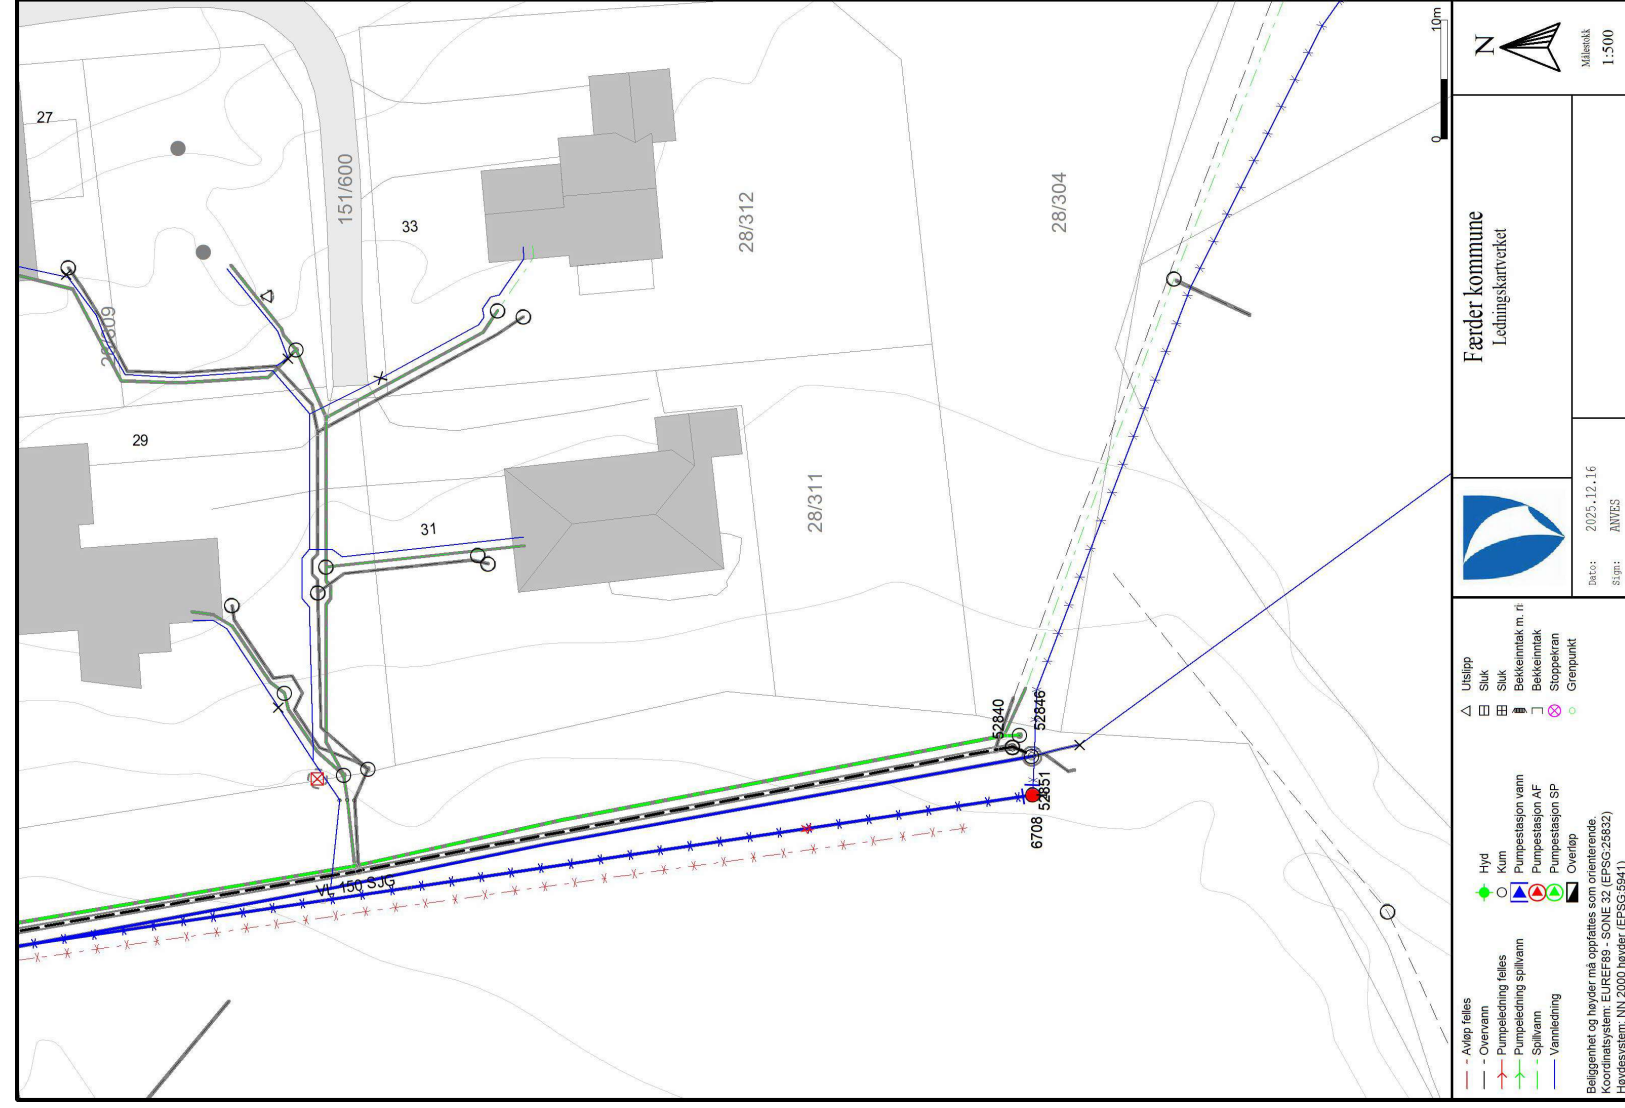 27
151/600
33
28/312
28/304
29
31
28/311
52840
52846
52851
6708
VL 150 SJG
0
10m
N
Målestokk
1:500
Færder kommune
Ledningskartverket
Dato: 2025.12.16
Sign: ANVES
Avløp felles
Overvann
Pumpeledning felles
Pumpeledning spillvann
Spillvann
Vannledning
Hyd
Kum
Pumpestasjon vann
Pumpestasjon AF
Pumpestasjon SP
Overløp
Utslipp
Sluk
Sluk
Bekkeinntak m. ri
Bekkeinntak
Stoppekran
Grenpunkt
Beliggenhet og høyder må oppfattes som orienterende.
Koordinatsystem: EUREF89 - SONE 32 (EPSG:25832)
Høydesystem: NN 2000 høyder (EPSG:5941)